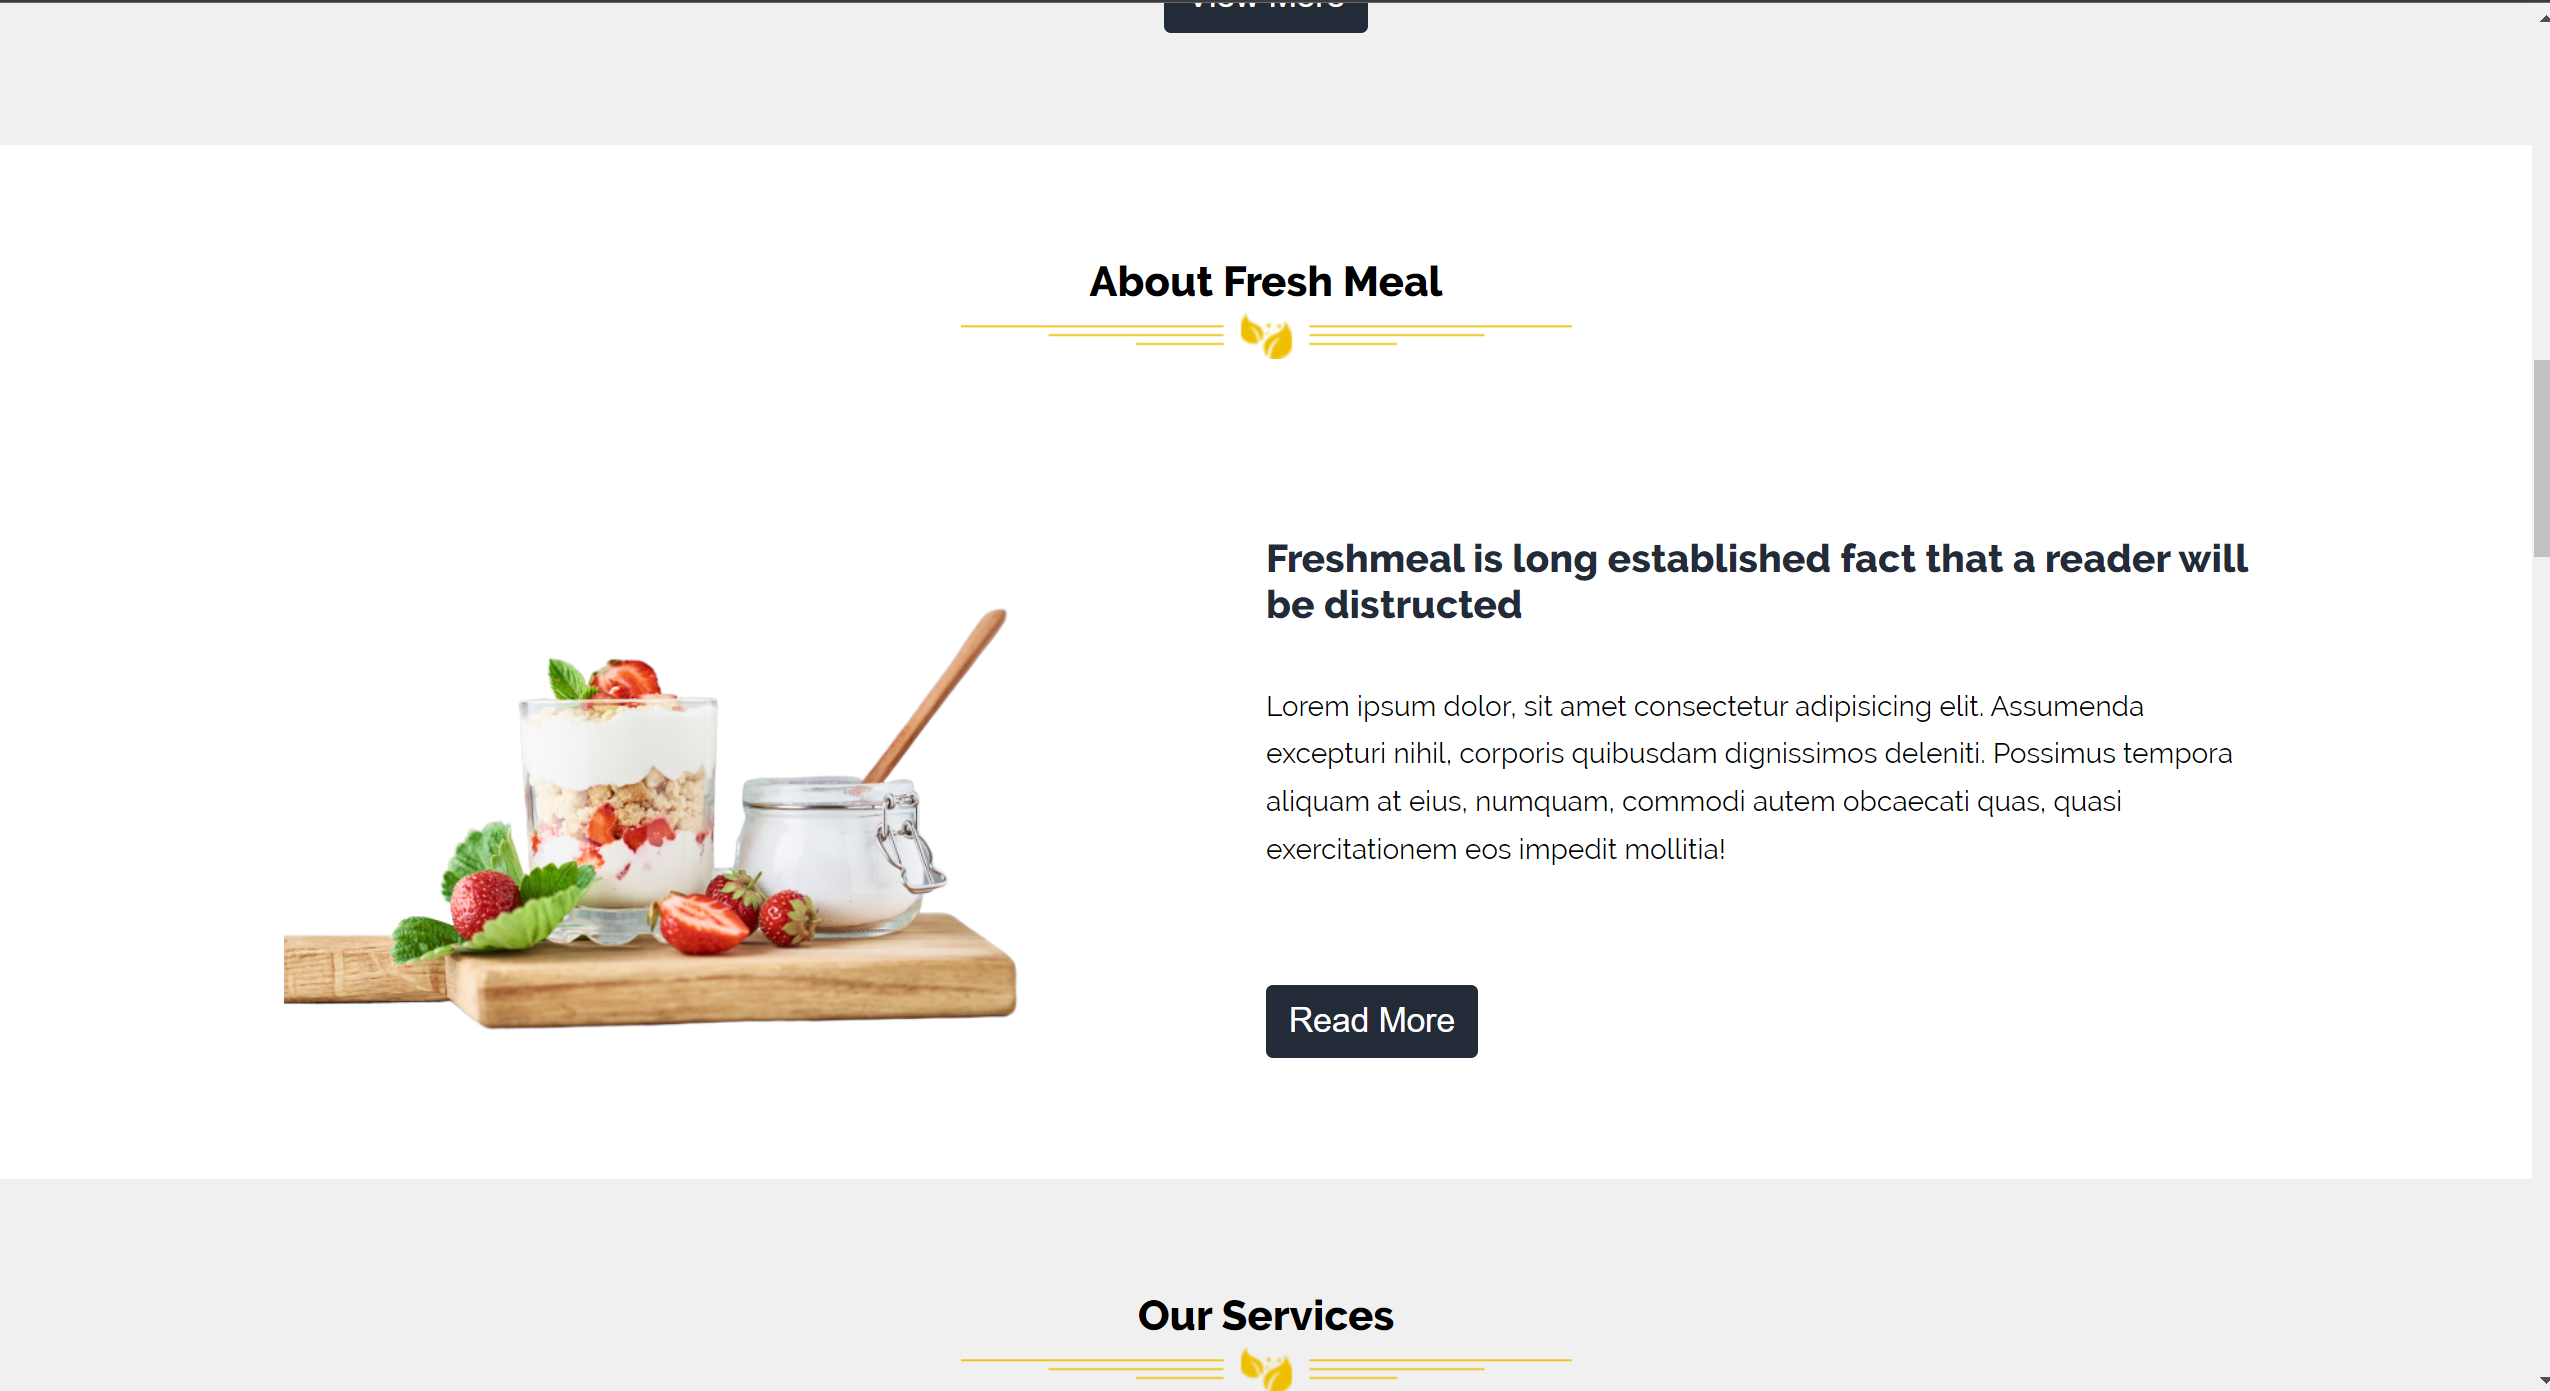 View More
About Fresh Meal
Freshmeal is long established fact that a reader will
be distructed
Lorem ipsum dolor, sit amet consectetur adipisicing elit. Assumenda
excepturi nihil, corporis quibusdam dignissimos deleniti. Possimus tempora
aliquam at eius, numquam, commodi autem obcaecati quas, quasi
exercitationem eos impedit mollitia!
Read More
Our Services